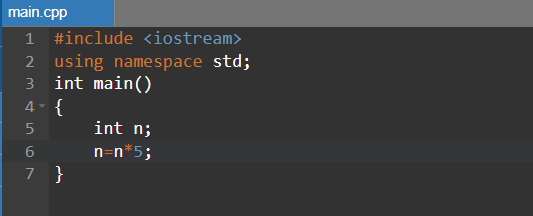 main.cpp
1 #include <iostream>
2 using namespace std;
3 int main()
4 {
5     int n;
6     n=n*5;
7 }